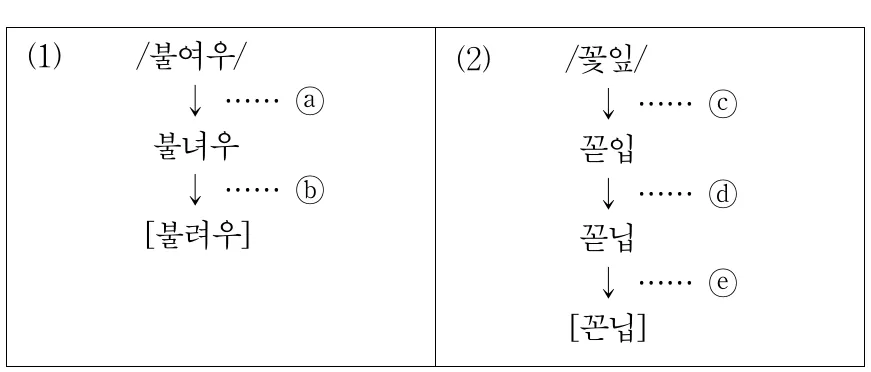 (1) /불여우/
↓ …… ⓐ
불녀우
↓ …… ⓑ
[불려우]
(2) /꽃잎/
↓ …… ⓒ
꼳입
↓ …… ⓓ
꼳닙
↓ …… ⓔ
[꼰닙]